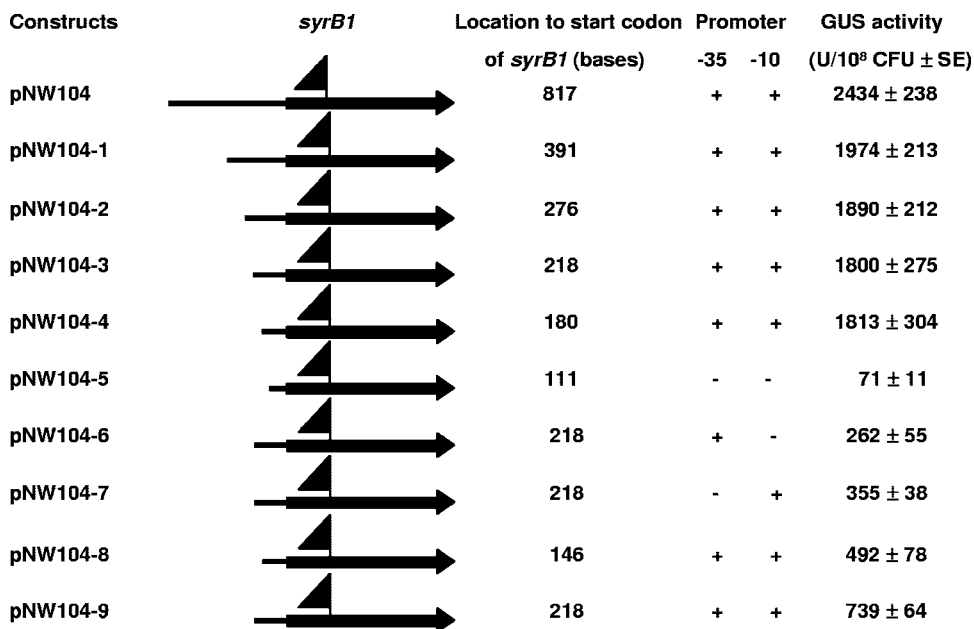 Constructs syrB1 Location to start codon Promoter GUS activity
of syrB1 (bases) -35 -10 (U/10⁸ CFU ± SE)
pNW104 817 + + 2434 ± 238
pNW104-1 391 + + 1974 ± 213
pNW104-2 276 + + 1890 ± 212
pNW104-3 218 + + 1800 ± 275
pNW104-4 180 + + 1813 ± 304
pNW104-5 111 - - 71 ± 11
pNW104-6 218 + - 262 ± 55
pNW104-7 218 - + 355 ± 38
pNW104-8 146 + + 492 ± 78
pNW104-9 218 + + 739 ± 64